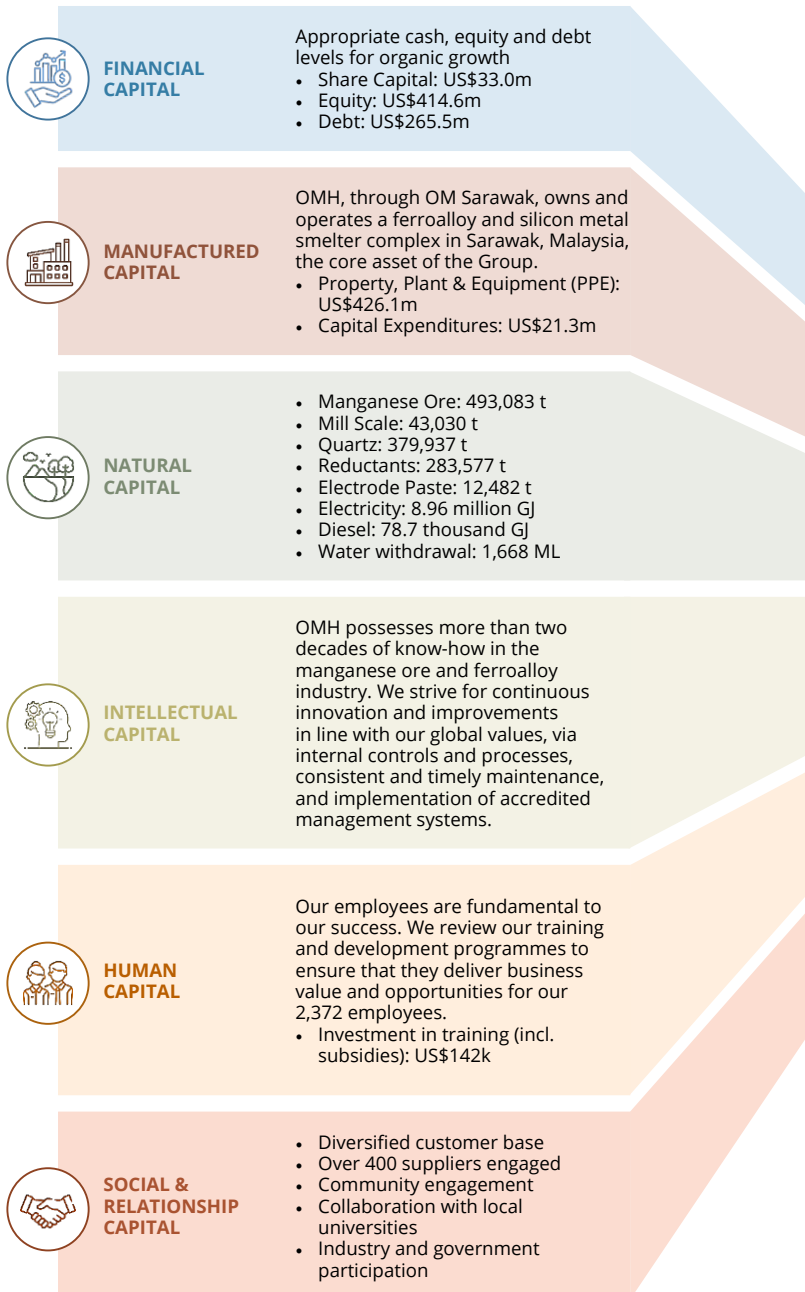 FINANCIAL
CAPITAL
Appropriate cash, equity and debt
levels for organic growth
• Share Capital: US$33.0m
• Equity: US$414.6m
• Debt: US$265.5m
MANUFACTURED
CAPITAL
OMH, through OM Sarawak, owns and
operates a ferroalloy and silicon metal
smelter complex in Sarawak, Malaysia,
the core asset of the Group.
• Property, Plant & Equipment (PPE):
US$426.1m
• Capital Expenditures: US$21.3m
NATURAL
CAPITAL
• Manganese Ore: 493,083 t
• Mill Scale: 43,030 t
• Quartz: 379,937 t
• Reductants: 283,577 t
• Electrode Paste: 12,482 t
• Electricity: 8.96 million GJ
• Diesel: 78.7 thousand GJ
• Water withdrawal: 1,668 ML
INTELLECTUAL
CAPITAL
OMH possesses more than two
decades of know-how in the
manganese ore and ferroalloy
industry. We strive for continuous
innovation and improvements
in line with our global values, via
internal controls and processes,
consistent and timely maintenance,
and implementation of accredited
management systems.
HUMAN
CAPITAL
Our employees are fundamental to
our success. We review our training
and development programmes to
ensure that they deliver business
value and opportunities for our
2,372 employees.
• Investment in training (incl.
subsidies): US$142k
SOCIAL &
RELATIONSHIP
CAPITAL
• Diversified customer base
• Over 400 suppliers engaged
• Community engagement
• Collaboration with local
universities
• Industry and government
participation